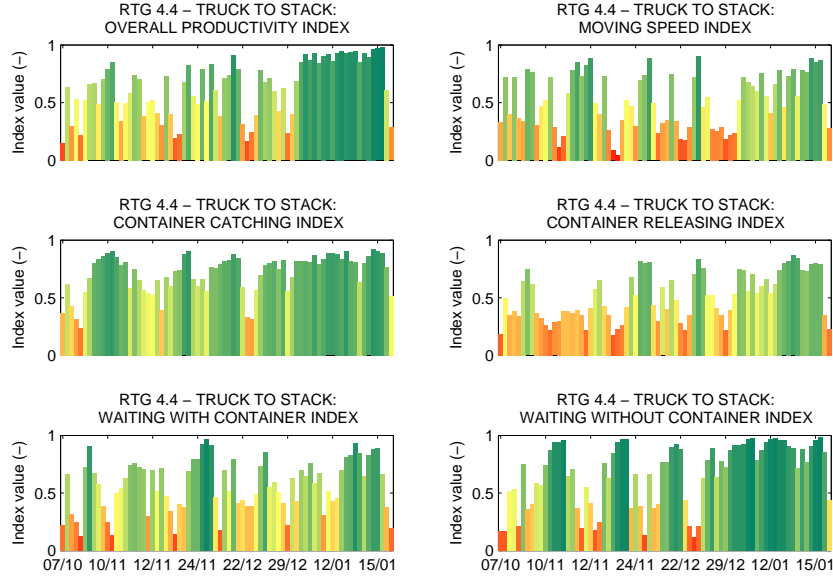 RTG 4.4 − TRUCK TO STACK:
OVERALL PRODUCTIVITY INDEX
Index value (−)
1
0.5
0
RTG 4.4 − TRUCK TO STACK:
MOVING SPEED INDEX
Index value (−)
1
0.5
0
RTG 4.4 − TRUCK TO STACK:
CONTAINER CATCHING INDEX
Index value (−)
1
0.5
0
RTG 4.4 − TRUCK TO STACK:
CONTAINER RELEASING INDEX
Index value (−)
1
0.5
0
RTG 4.4 − TRUCK TO STACK:
WAITING WITH CONTAINER INDEX
Index value (−)
1
0.5
0
07/10 10/11 12/11 24/11 22/12 29/12 12/01 15/01
RTG 4.4 − TRUCK TO STACK:
WAITING WITHOUT CONTAINER INDEX
Index value (−)
1
0.5
0
07/10 10/11 12/11 24/11 22/12 29/12 12/01 15/01